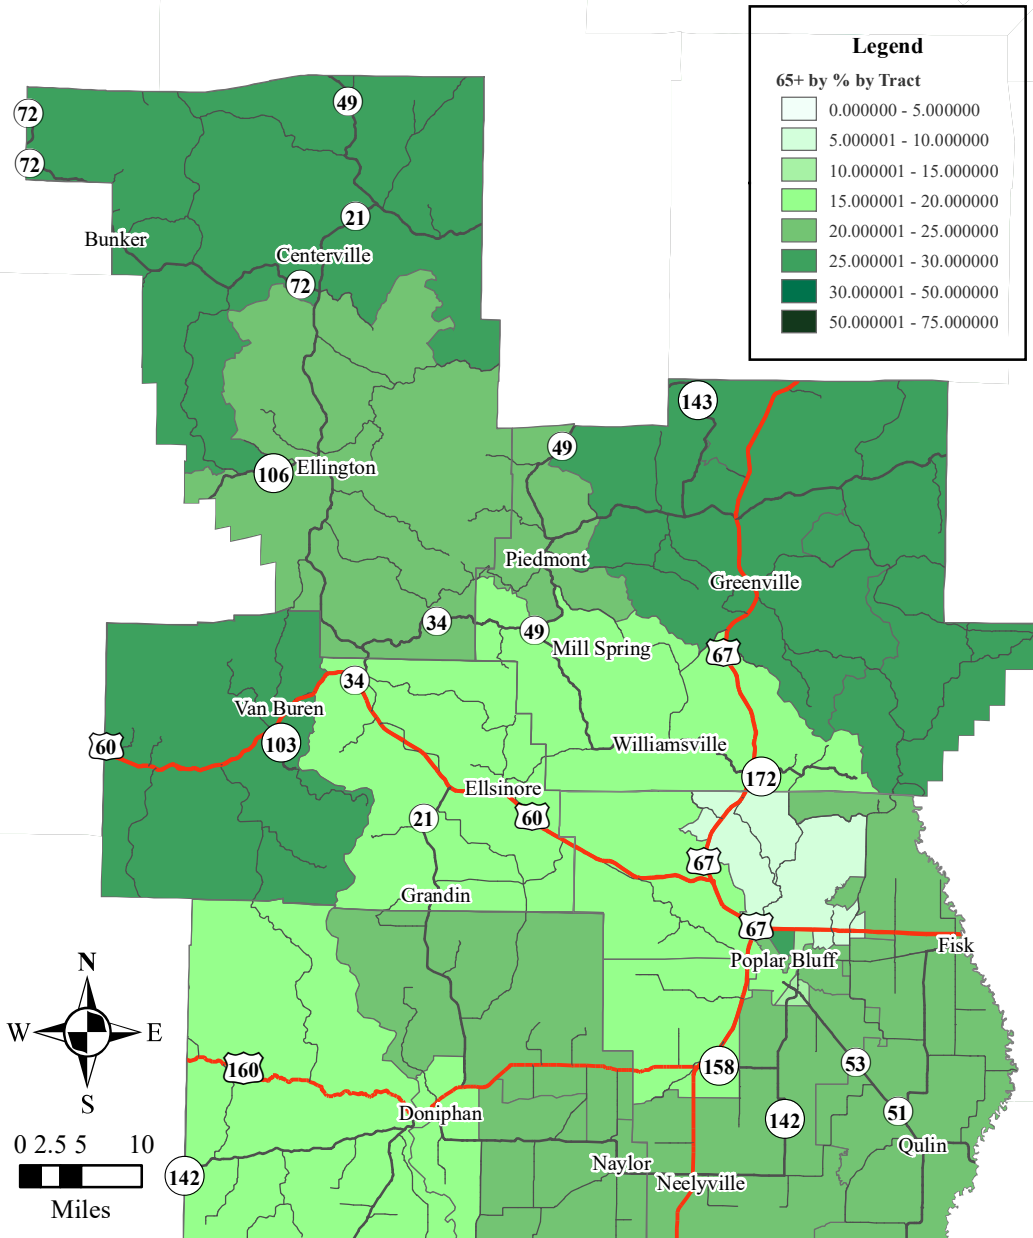 Legend
65+ by % by Tract
0.000000 - 5.000000
5.000001 - 10.000000
10.000001 - 15.000000
15.000001 - 20.000000
20.000001 - 25.000000
25.000001 - 30.000000
30.000001 - 50.000000
50.000001 - 75.000000
72
49
72
21
Bunker
Centerville
72
143
49
106
Ellington
Piedmont
Greenville
34
49
Mill Spring
67
34
Van Buren
103
60
Williamsville
172
Ellsinore
21
60
67
Grandin
67
Fisk
Poplar Bluff
N
W
E
S
160
158
53
Doniphan
142
51
Qulin
0 2.5 5 10
Miles
142
Naylor
Neelyville